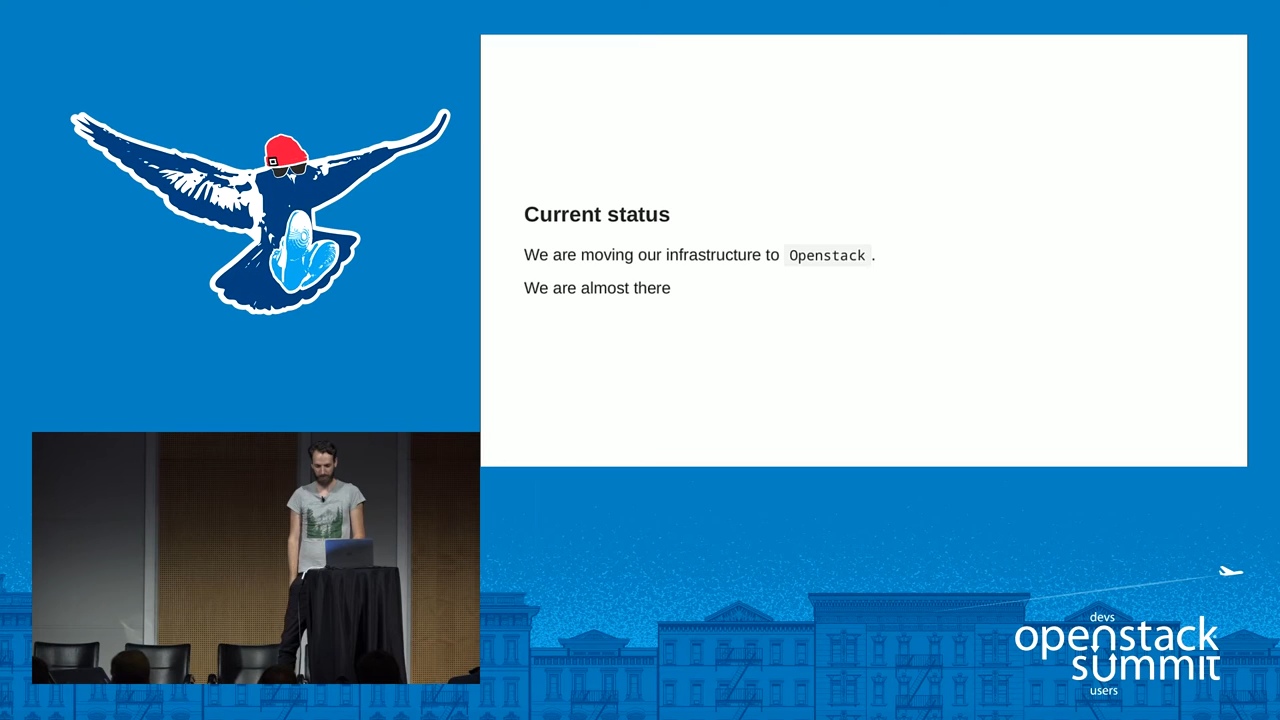 Current status
We are moving our infrastructure to Openstack.
We are almost there
devs
openstack
summit
users